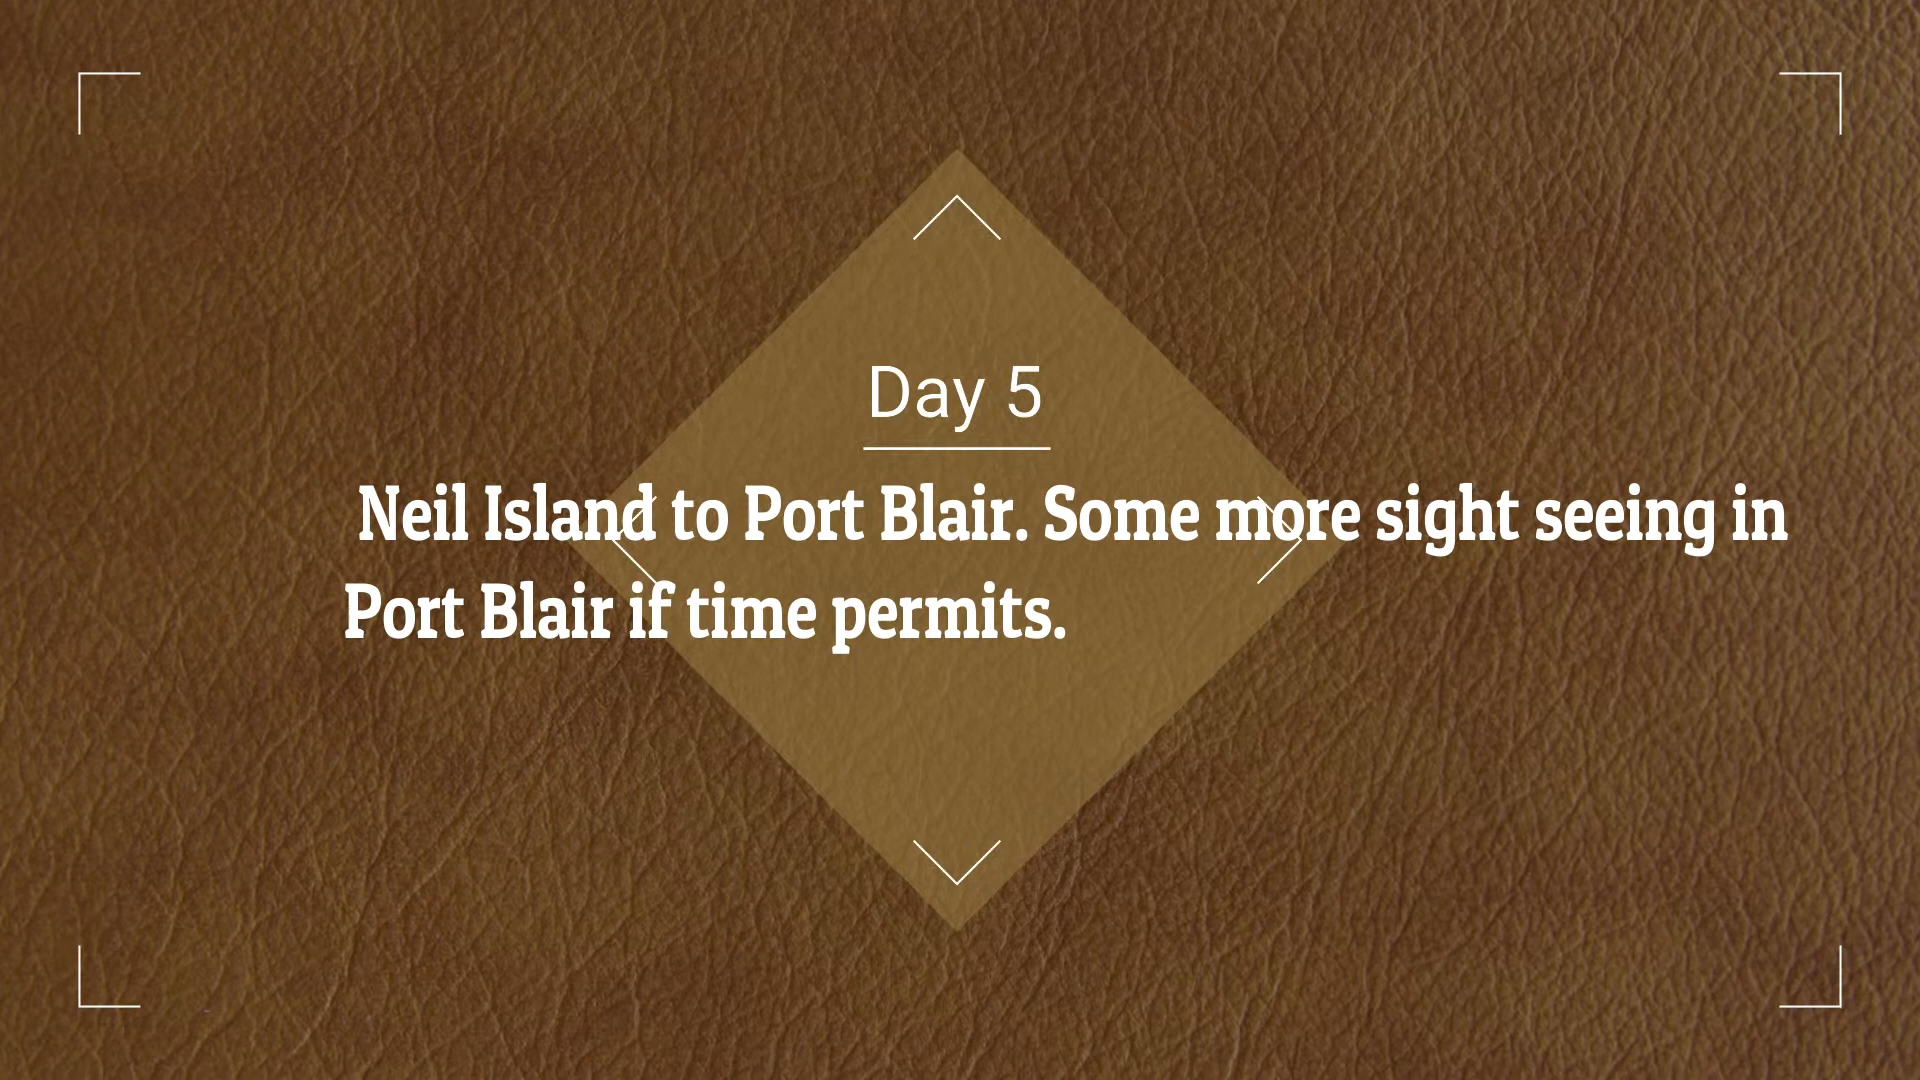 Day 5
Neil Island to Port Blair. Some more sight seeing in
Port Blair if time permits.